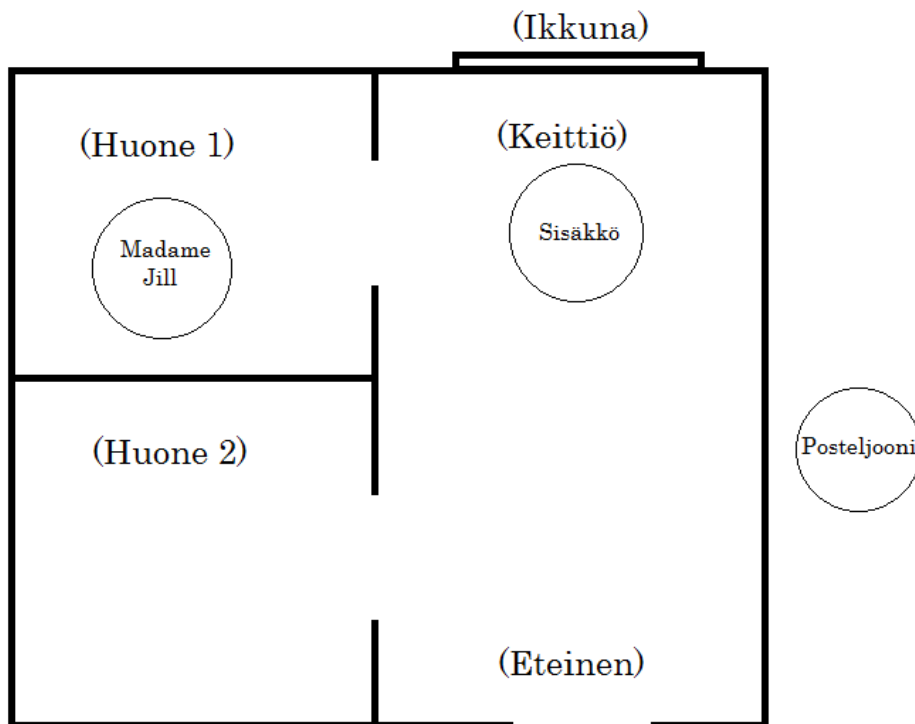 (Ikkuna)
(Huone 1)
(Keittiö)
Madame
Jill
Sisäkkö
(Huone 2)
Posteljooni
(Eteinen)